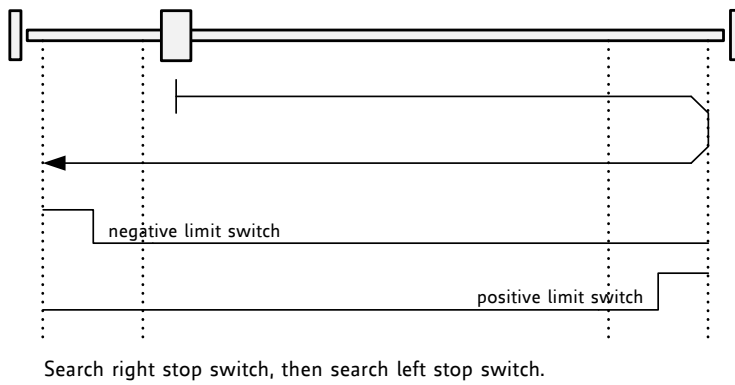 negative limit switch
positive limit switch
Search right stop switch, then search left stop switch.